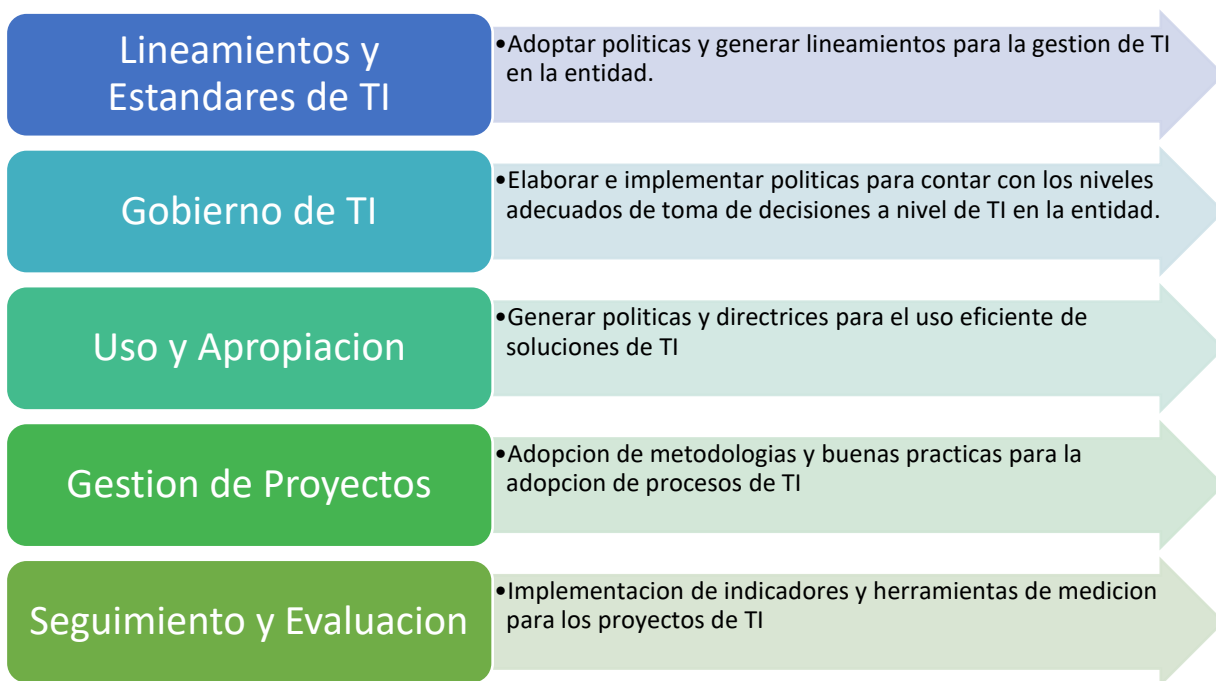 Lineamientos y
Estandares de TI
•Adoptar politicas y generar lineamientos para la gestion de TI
en la entidad.
Gobierno de TI
•Elaborar e implementar politicas para contar con los niveles
adecuados de toma de decisiones a nivel de TI en la entidad.
Uso y Apropiacion
•Generar politicas y directrices para el uso eficiente de
soluciones de TI
Gestion de Proyectos
•Adopcion de metodologias y buenas practicas para la
adopcion de procesos de TI
Seguimiento y Evaluacion
•Implementacion de indicadores y herramientas de medicion
para los proyectos de TI